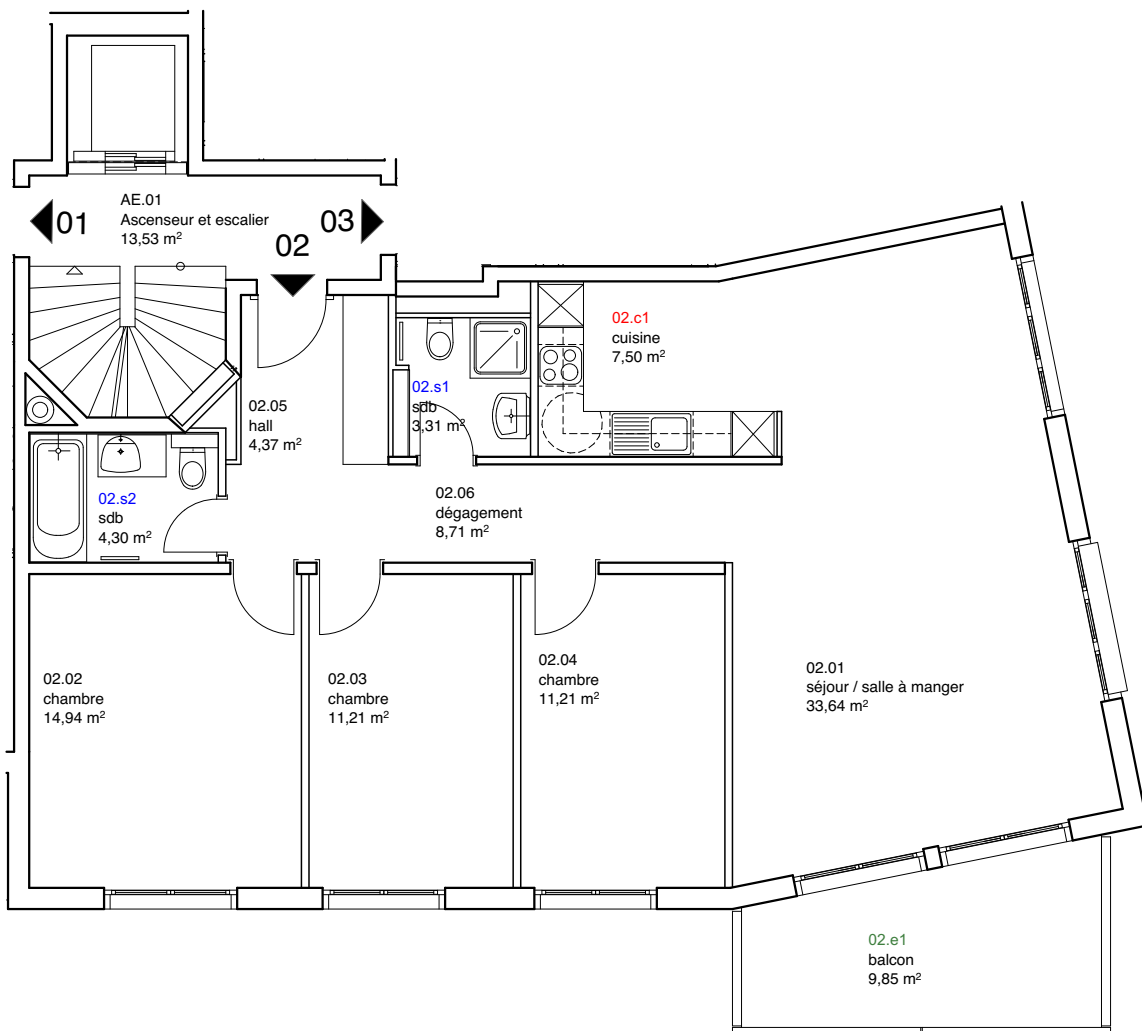 AE.01
Ascenseur et escalier
13,53 m²
01
03
02
02.c1
cuisine
7,50 m²
02.s1
sdb
3,31 m²
02.05
hall
4,37 m²
02.s2
sdb
4,30 m²
02.06
dégagement
8,71 m²
02.02
chambre
14,94 m²
02.03
chambre
11,21 m²
02.04
chambre
11,21 m²
02.01
séjour / salle à manger
33,64 m²
02.e1
balcon
9,85 m²